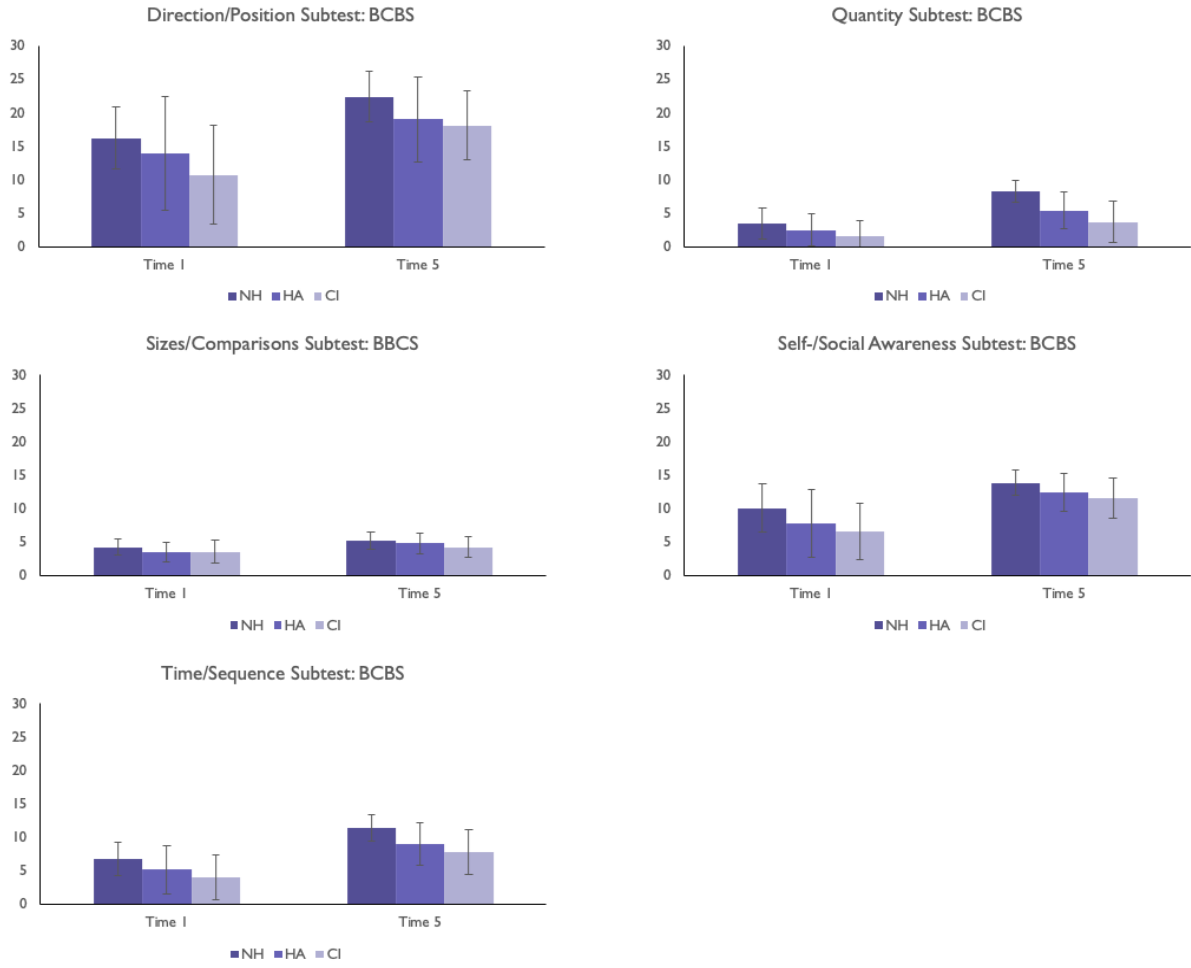 Direction/Position Subtest: BCBS
30
25
20
15
10
5
0
Time 1
Time 5
NH HA CI
Quantity Subtest: BCBS
30
25
20
15
10
5
0
Time 1
Time 5
NH HA CI
Sizes/Comparisons Subtest: BBCS
30
25
20
15
10
5
0
Time 1
Time 5
NH HA CI
Self-/Social Awareness Subtest: BCBS
30
25
20
15
10
5
0
Time 1
Time 5
NH HA CI
Time/Sequence Subtest: BCBS
30
25
20
15
10
5
0
Time 1
Time 5
NH HA CI